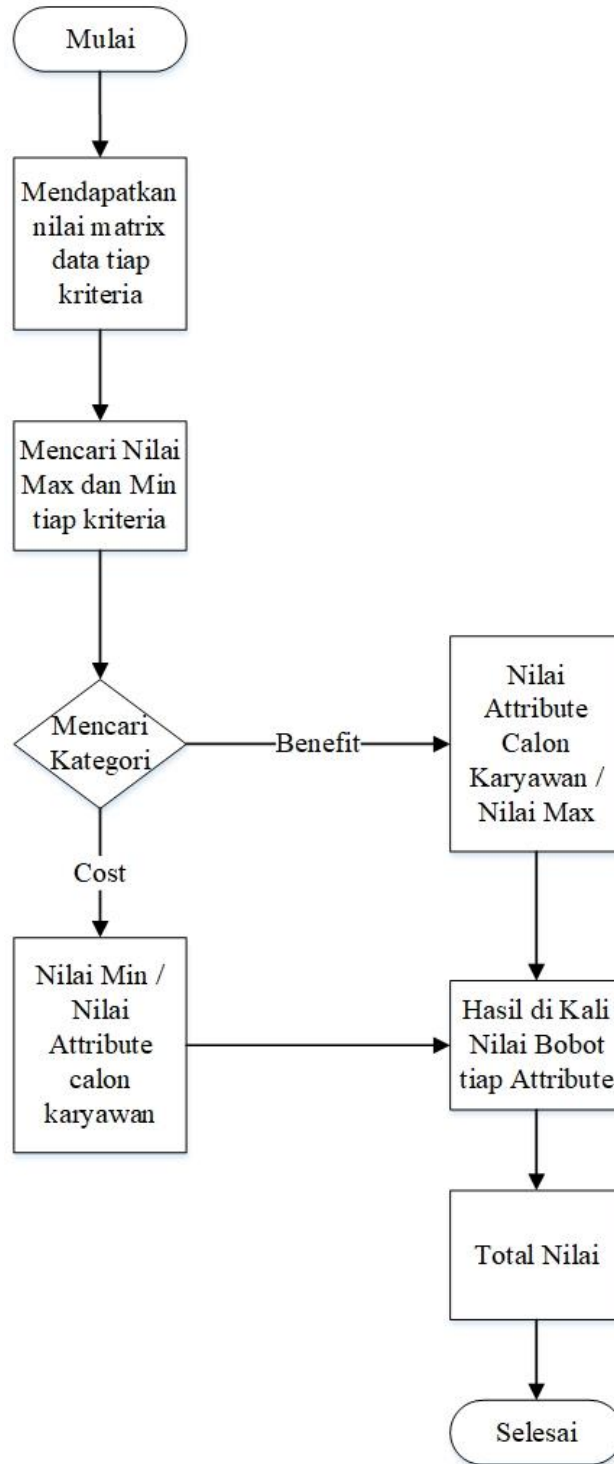 Mulai
Mendapatkan
nilai matrix
data tiap
kriteria
Mencari Nilai
Max dan Min
tiap kriteria
Mencari
Kategori
Benefit
Nilai
Attribute
Calon
Karyawan /
Nilai Max
Cost
Nilai Min /
Nilai
Attribute
calon
karyawan
Hasil di Kali
Nilai Bobot
tiap Attribute
Total Nilai
Selesai